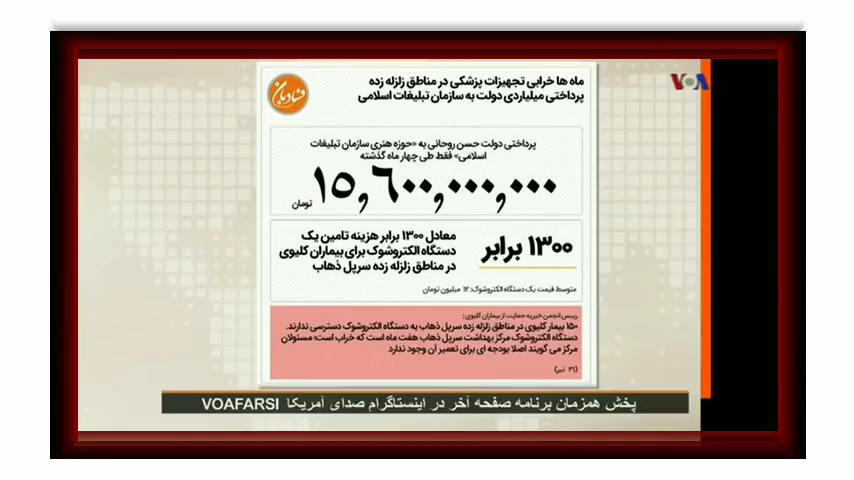 VOA
فسادبان
ماه ها خرابی تجهیزات پزشکی در مناطق زلزله زده
پرداختی میلیاردی دولت به سازمان تبلیغات اسلامی
پرداختی دولت حسن روحانی به «حوزه هنری سازمان تبلیغات
اسلامی» فقط طی چهار ماه گذشته
۱۵,۶۰۰,۰۰۰,۰۰۰
تومان
۱۳۰۰ برابر
معادل ۱۳۰۰ برابر هزینه تامین یک
دستگاه الکتروشوک برای بیماران کلیوی
در مناطق زلزله زده سرپل ذهاب
متوسط قیمت یک دستگاه الکتروشوک: ۱۲ میلیون تومان
رییس انجمن خیریه حمایت از بیماران کلیوی:
۱۵۰ بیمار کلیوی در مناطق زلزله زده سرپل ذهاب به دستگاه الکتروشوک دسترسی ندارند.
دستگاه الکتروشوک مرکز بهداشت سرپل ذهاب هفت ماه است که خراب است؛ مسئولان
مرکز می گویند اصلا بودجه ای برای تعمیر آن وجود ندارد
(۳۱ تیر)
پخش همزمان برنامه صفحه آخر در اینستاگرام صدای آمریکا VOAFARSI